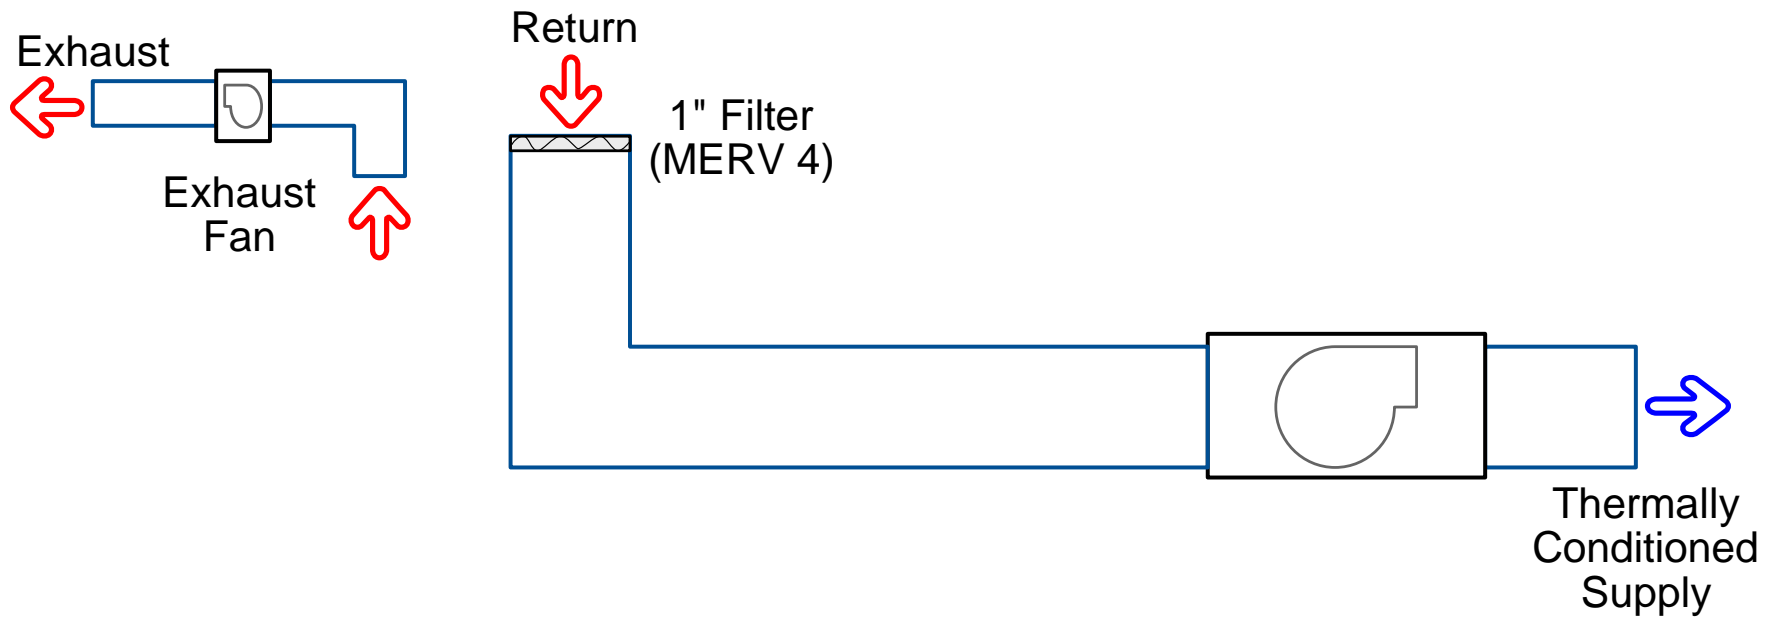 Exhaust
Return
1" Filter
(MERV 4)
Exhaust
Fan
Thermally
Conditioned
Supply